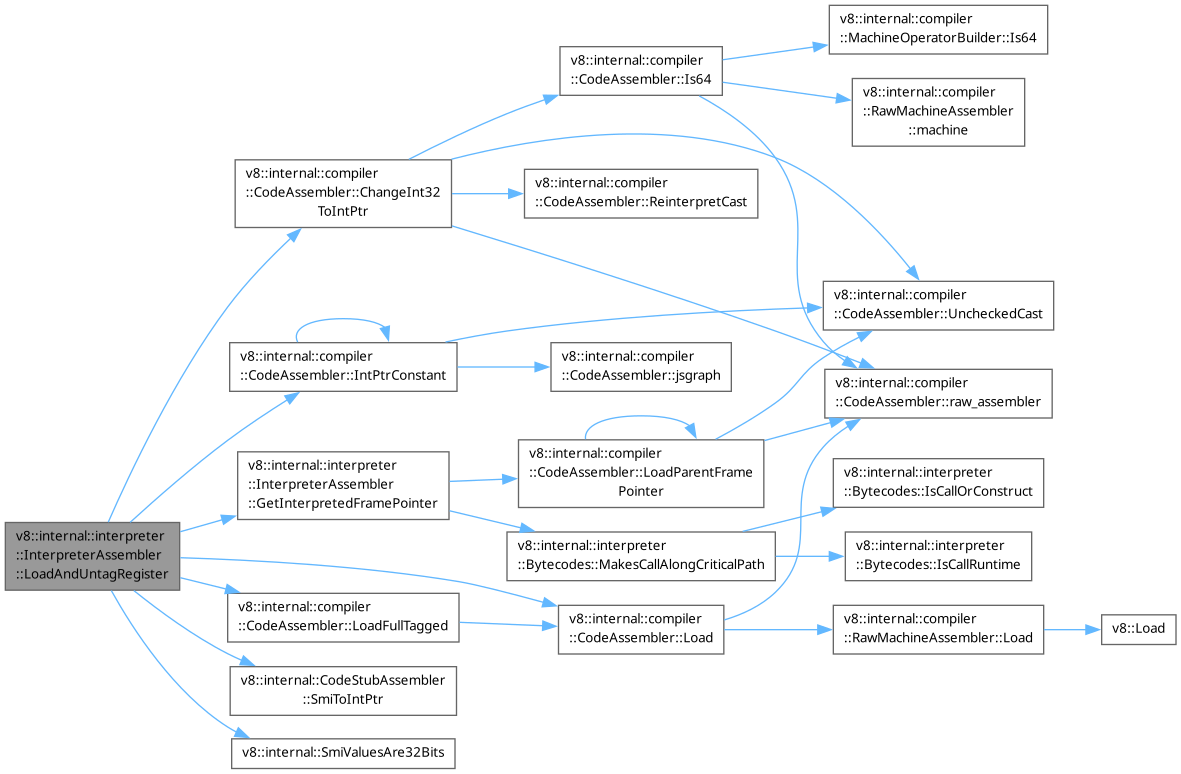 v8::internal::interpreter
::InterpreterAssembler
::LoadAndUntagRegister
v8::internal::compiler
::CodeAssembler::ChangeInt32
ToIntPtr
v8::internal::compiler
::CodeAssembler::Is64
v8::internal::compiler
::MachineOperatorBuilder::Is64
v8::internal::compiler
::RawMachineAssembler
::machine
v8::internal::compiler
::CodeAssembler::ReinterpretCast
v8::internal::compiler
::CodeAssembler::UncheckedCast
v8::internal::compiler
::CodeAssembler::raw_assembler
v8::internal::compiler
::CodeAssembler::IntPtrConstant
v8::internal::compiler
::CodeAssembler::jsgraph
v8::internal::interpreter
::InterpreterAssembler
::GetInterpretedFramePointer
v8::internal::compiler
::CodeAssembler::LoadParentFrame
Pointer
v8::internal::interpreter
::Bytecodes::MakesCallAlongCriticalPath
v8::internal::interpreter
::Bytecodes::IsCallOrConstruct
v8::internal::interpreter
::Bytecodes::IsCallRuntime
v8::internal::compiler
::CodeAssembler::LoadFullTagged
v8::internal::compiler
::CodeAssembler::Load
v8::internal::compiler
::RawMachineAssembler::Load
v8::Load
v8::internal::CodeStubAssembler
::SmiToIntPtr
v8::internal::SmiValuesAre32Bits